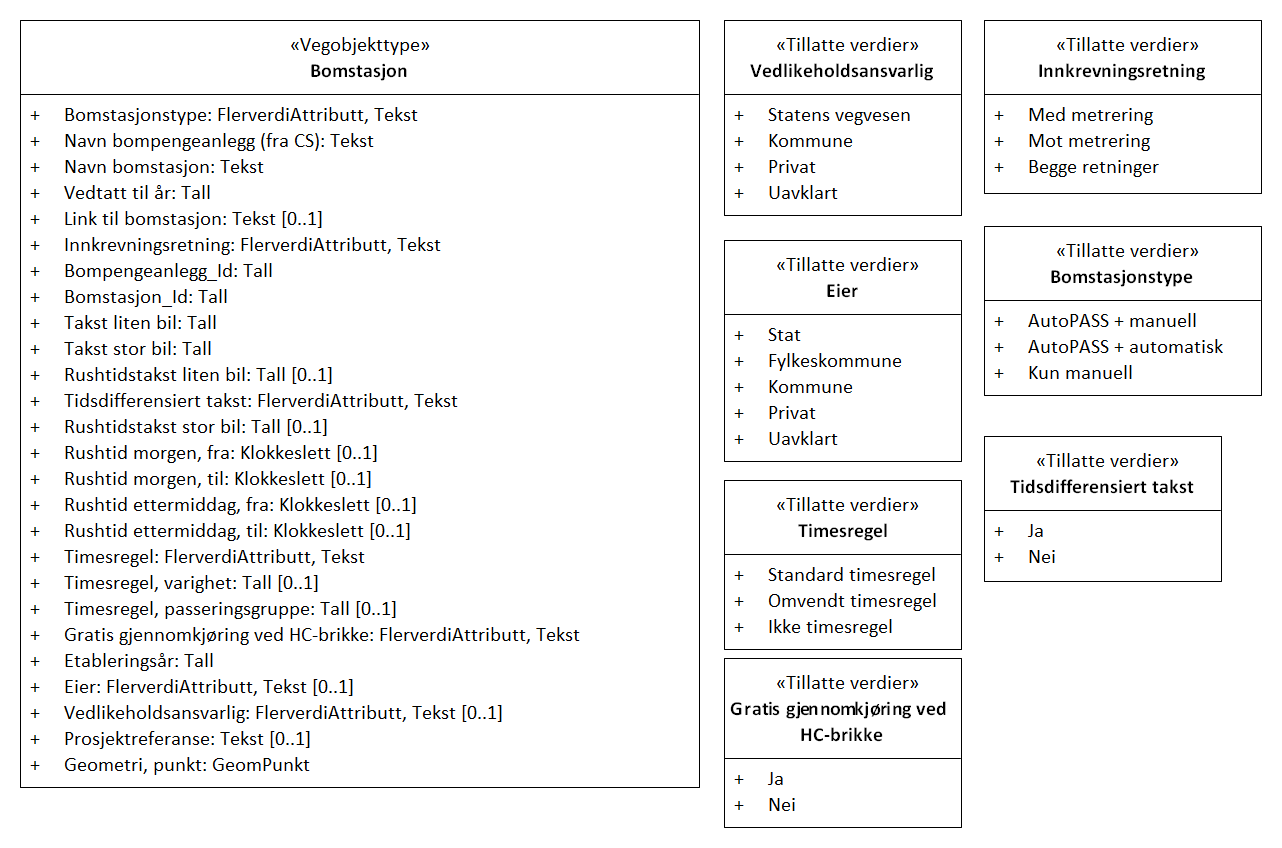 «Vegobjekttype»
Bomstasjon
+ Bomstasjonstype: FlerverdiAttributt, Tekst
+ Navn bompengeanlegg (fra CS): Tekst
+ Navn bomstasjon: Tekst
+ Vedtatt til år: Tall
+ Link til bomstasjon: Tekst [0..1]
+ Innkrevningsretning: FlerverdiAttributt, Tekst
+ Bompengeanlegg_Id: Tall
+ Bomstasjon_Id: Tall
+ Takst liten bil: Tall
+ Takst stor bil: Tall
+ Rushtidstakst liten bil: Tall [0..1]
+ Tidsdifferensiert takst: FlerverdiAttributt, Tekst
+ Rushtidstakst stor bil: Tall [0..1]
+ Rushtid morgen, fra: Klokkeslett [0..1]
+ Rushtid morgen, til: Klokkeslett [0..1]
+ Rushtid ettermiddag, fra: Klokkeslett [0..1]
+ Rushtid ettermiddag, til: Klokkeslett [0..1]
+ Timesregel: FlerverdiAttributt, Tekst
+ Timesregel, varighet: Tall [0..1]
+ Timesregel, passeringsgruppe: Tall [0..1]
+ Gratis gjennomkjøring ved HC-brikke: FlerverdiAttributt, Tekst
+ Etableringsår: Tall
+ Eier: FlerverdiAttributt, Tekst [0..1]
+ Vedlikeholdsansvarlig: FlerverdiAttributt, Tekst [0..1]
+ Prosjektreferanse: Tekst [0..1]
+ Geometri, punkt: GeomPunkt
«Tillatte verdier»
Vedlikeholdsansvarlig
+ Statens vegvesen
+ Kommune
+ Privat
+ Uavklart
«Tillatte verdier»
Eier
+ Stat
+ Fylkeskommune
+ Kommune
+ Privat
+ Uavklart
«Tillatte verdier»
Timesregel
+ Standard timesregel
+ Omvendt timesregel
+ Ikke timesregel
«Tillatte verdier»
Gratis gjennomkjøring ved
HC-brikke
+ Ja
+ Nei
«Tillatte verdier»
Innkrevningsretning
+ Med metrering
+ Mot metrering
+ Begge retninger
«Tillatte verdier»
Bomstasjonstype
+ AutoPASS + manuell
+ AutoPASS + automatisk
+ Kun manuell
«Tillatte verdier»
Tidsdifferensiert takst
+ Ja
+ Nei